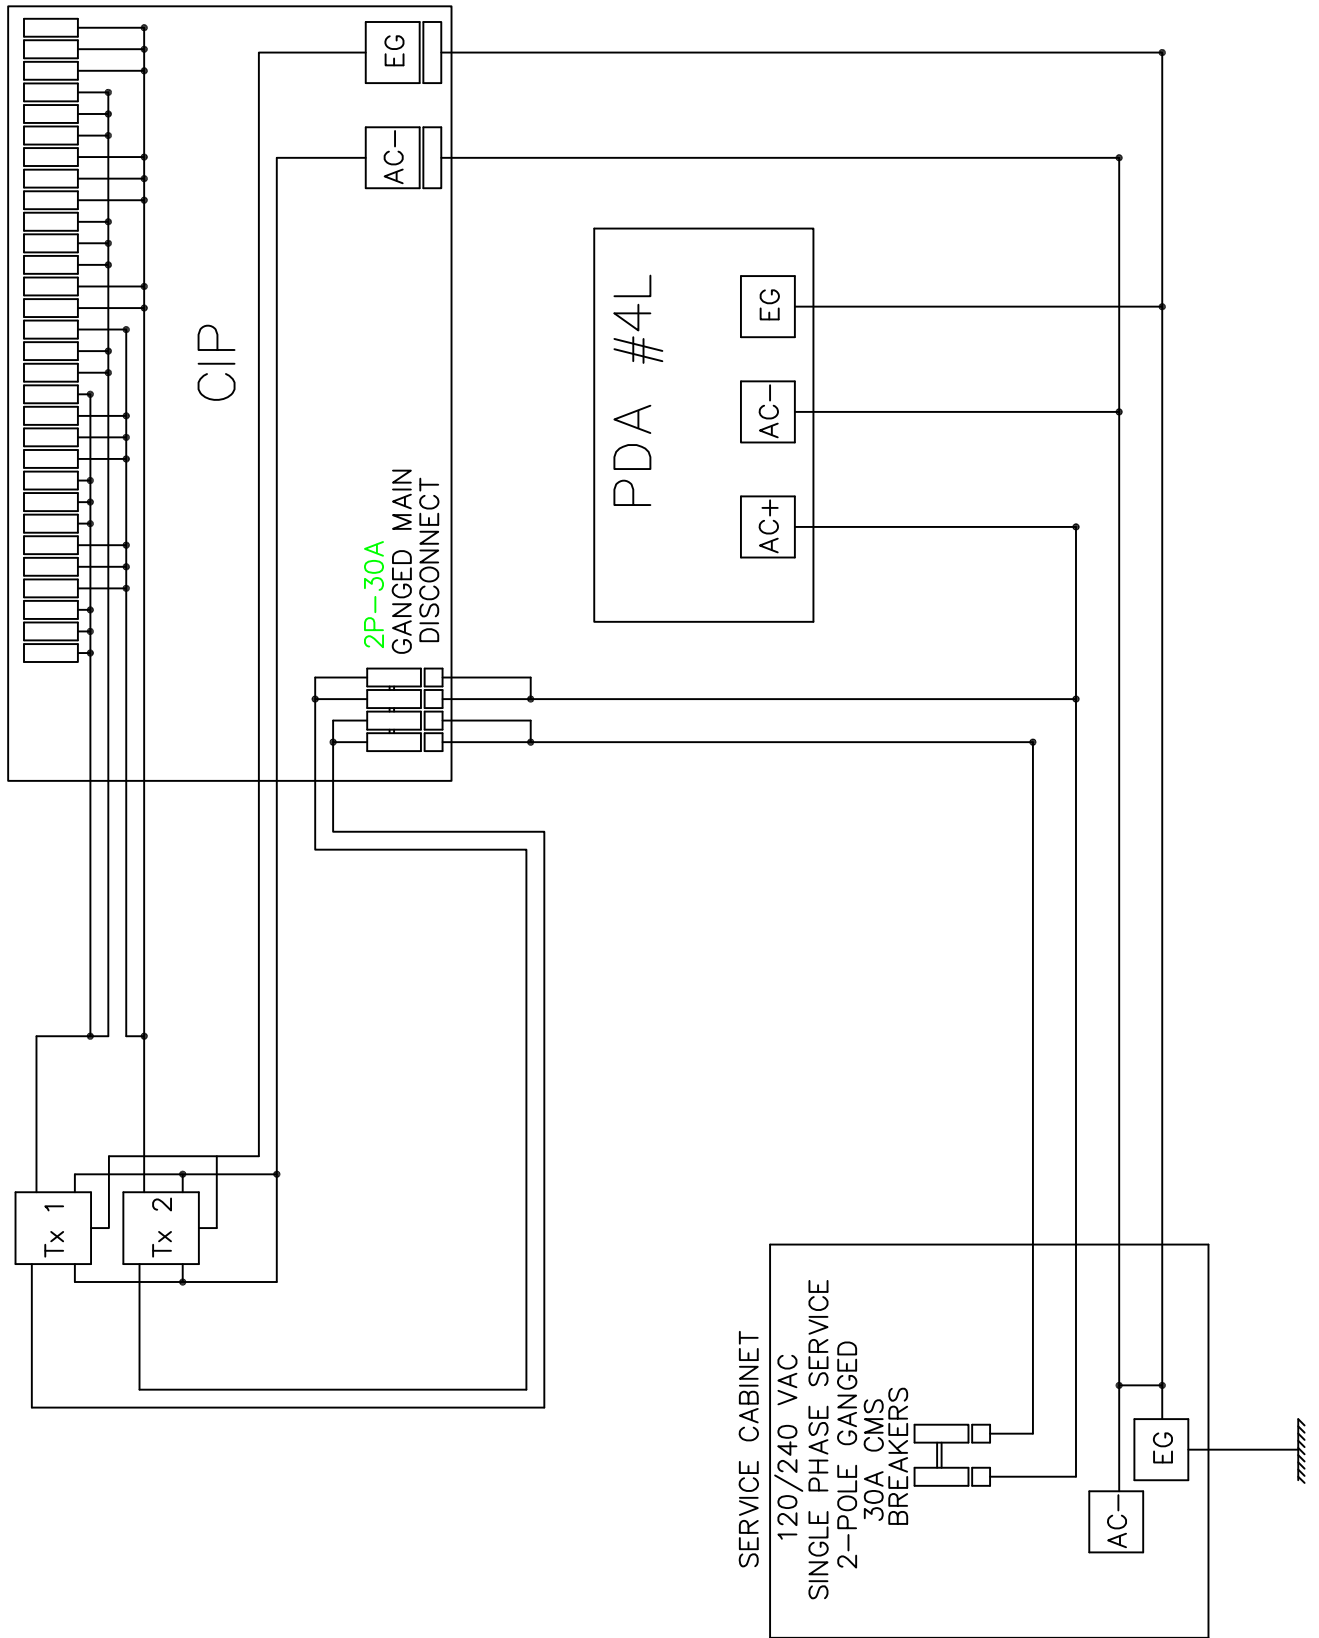 EG
AC-
CIP
2P-30A
GANGED MAIN
DISCONNECT
PDA #4L
EG
AC-
AC+
Tx 1
Tx 2
SERVICE CABINET
120/240 VAC
SINGLE PHASE SERVICE
2-POLE GANGED
30A CMS
BREAKERS
EG
AC-